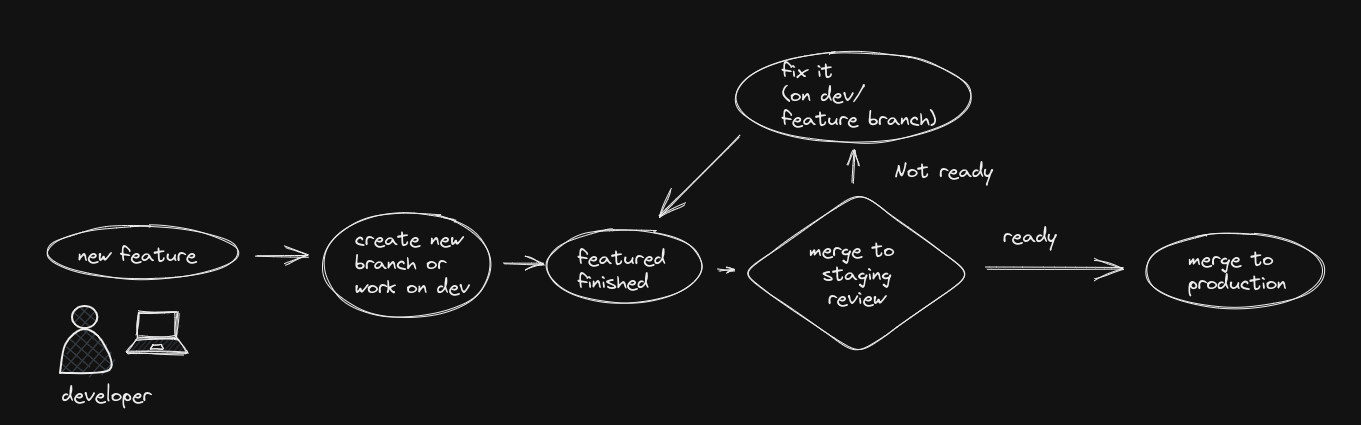 new feature
developer
create new
branch or
work on dev
featured
finished
merge to
staging
review
Not ready
fix it
(on dev/
feature branch)
ready
merge to
production